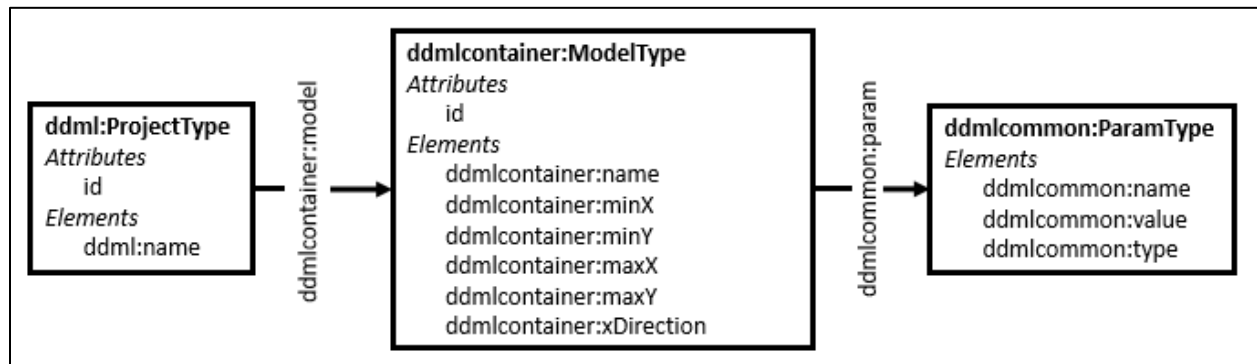 ddml:ProjectType
Attributes
id
Elements
ddml:name
ddmlcontainer:model
ddmlcontainer:ModelType
Attributes
id
Elements
ddmlcontainer:name
ddmlcontainer:minX
ddmlcontainer:minY
ddmlcontainer:maxX
ddmlcontainer:maxY
ddmlcontainer:xDirection
ddmlcommon:param
ddmlcommon:ParamType
Elements
ddmlcommon:name
ddmlcommon:value
ddmlcommon:type